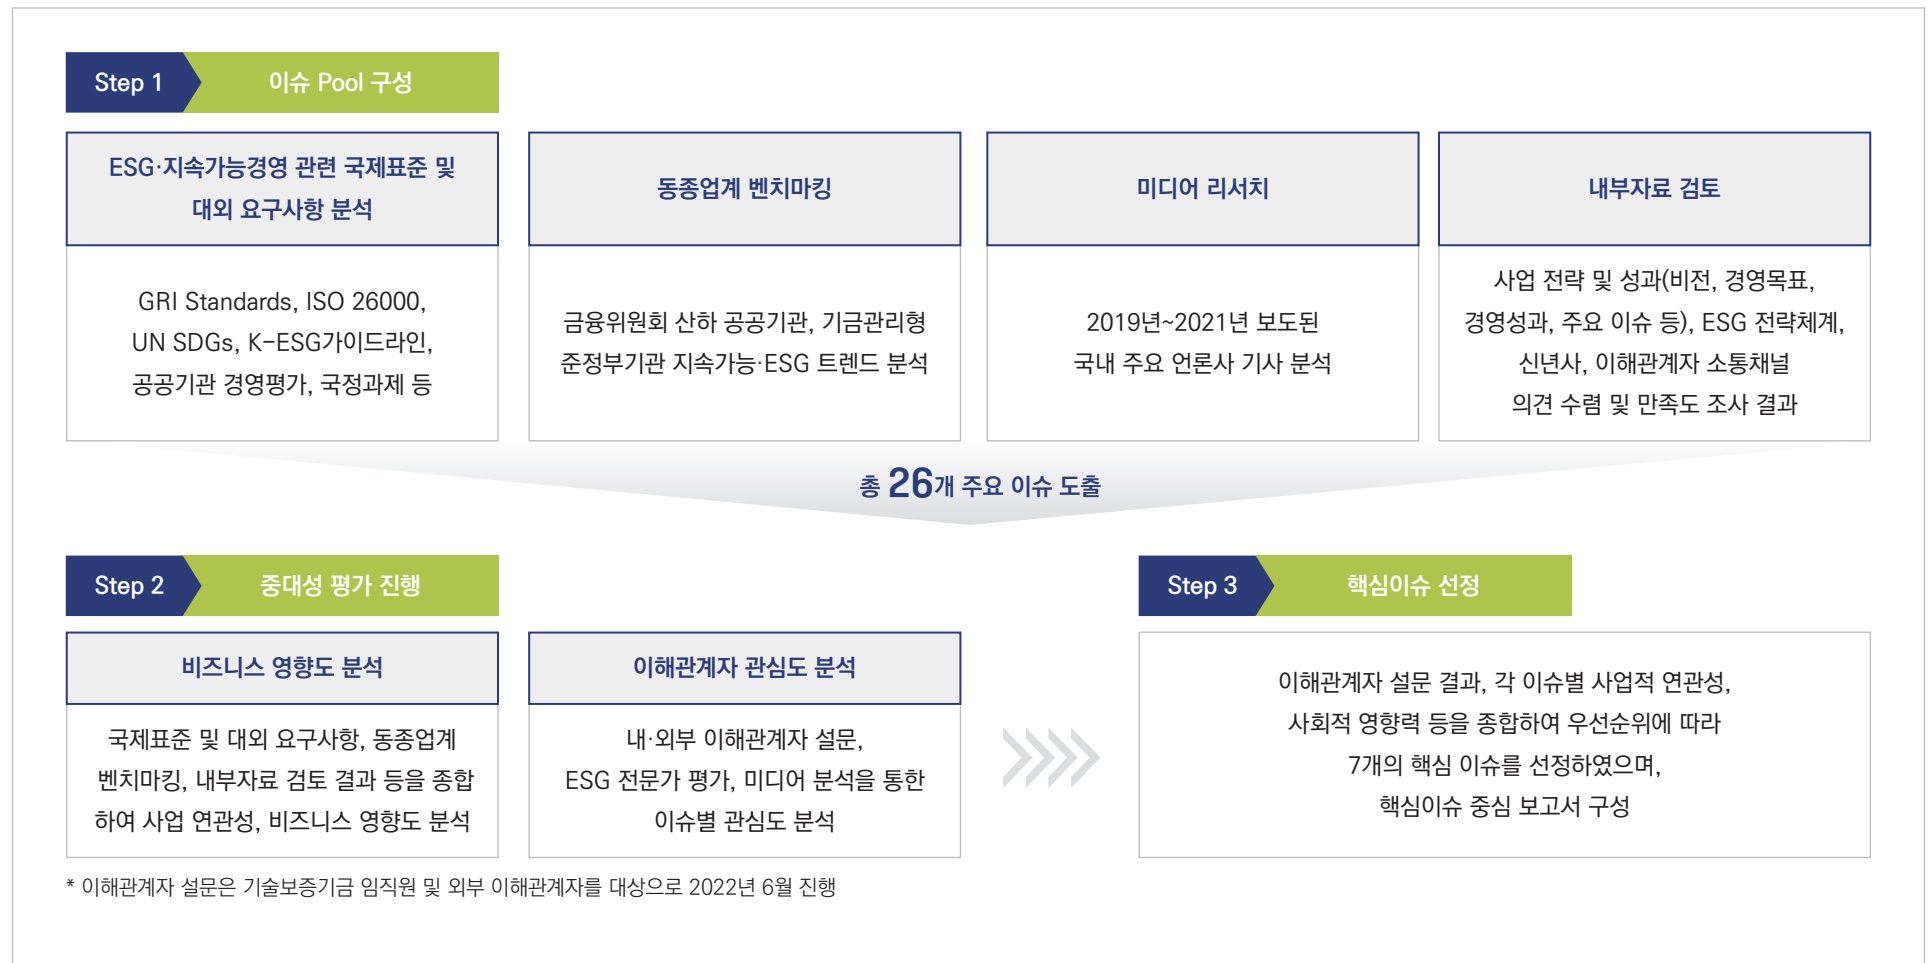 Step 1
이슈 Pool 구성
ESG·지속가능경영 관련 국제표준 및
대외 요구사항 분석
GRI Standards, ISO 26000,
UN SDGs, K-ESG가이드라인,
공공기관 경영평가, 국정과제 등
동종업계 벤치마킹
금융위원회 산하 공공기관, 기금관리형
준정부기관 지속가능·ESG 트렌드 분석
미디어 리서치
2019년~2021년 보도된
국내 주요 언론사 기사 분석
내부자료 검토
사업 전략 및 성과(비전, 경영목표,
경영성과, 주요 이슈 등), ESG 전략체계,
신년사, 이해관계자 소통채널
의견 수렴 및 만족도 조사 결과
총 26개 주요 이슈 도출
Step 2
중대성 평가 진행
비즈니스 영향도 분석
국제표준 및 대외 요구사항, 동종업계
벤치마킹, 내부자료 검토 결과 등을 종합
하여 사업 연관성, 비즈니스 영향도 분석
이해관계자 관심도 분석
내·외부 이해관계자 설문,
ESG 전문가 평가, 미디어 분석을 통한
이슈별 관심도 분석
Step 3
핵심이슈 선정
이해관계자 설문 결과, 각 이슈별 사업적 연관성,
사회적 영향력 등을 종합하여 우선순위에 따라
7개의 핵심 이슈를 선정하였으며,
핵심이슈 중심 보고서 구성
* 이해관계자 설문은 기술보증기금 임직원 및 외부 이해관계자를 대상으로 2022년 6월 진행